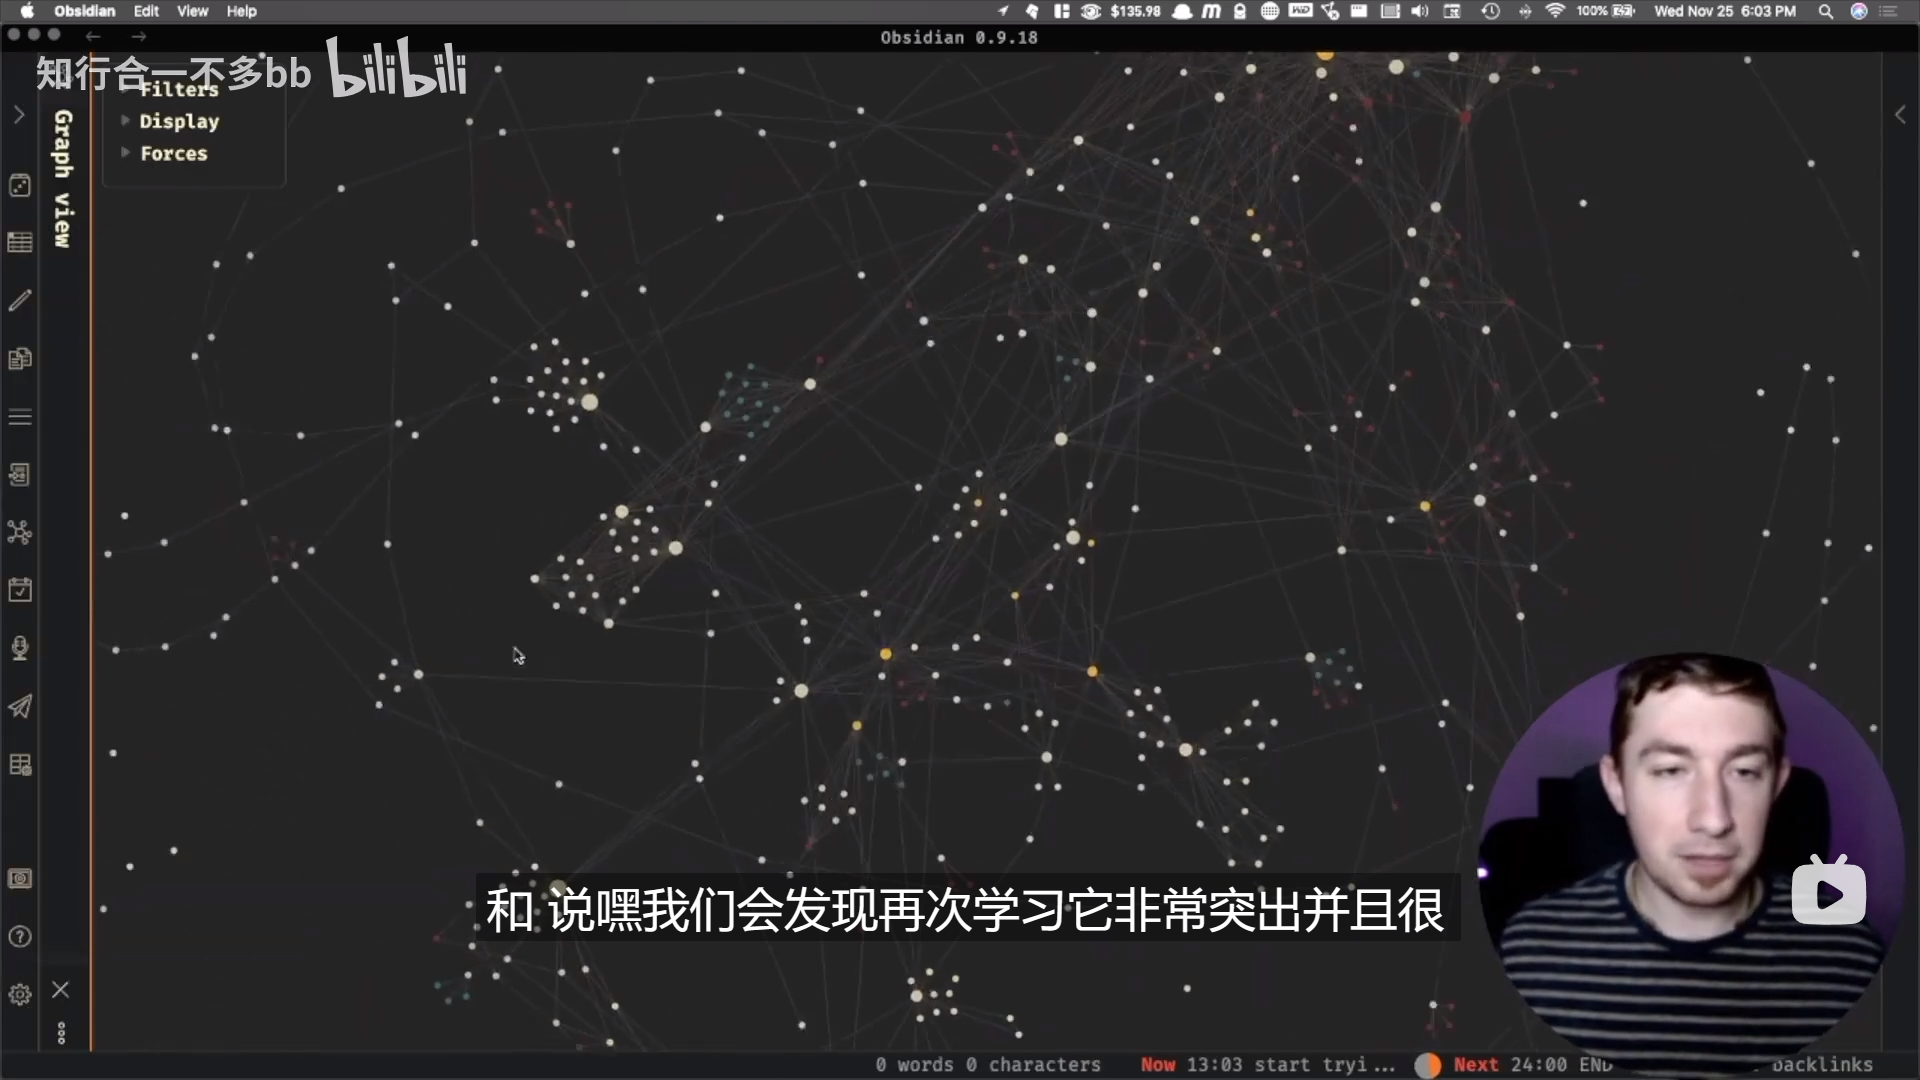 Obsidian Edit View Help
$135.98
100%
Wed Nov 25 6:03 PM
Obsidian 0.9.18
知行合一不多bb bilibili
Filters
Display
Forces
Graph view
和 说嘿我们会发现再次学习它非常突出并且很
0 words 0 characters
Now 13:03 start tryi...
Next 24:00 END
backlinks